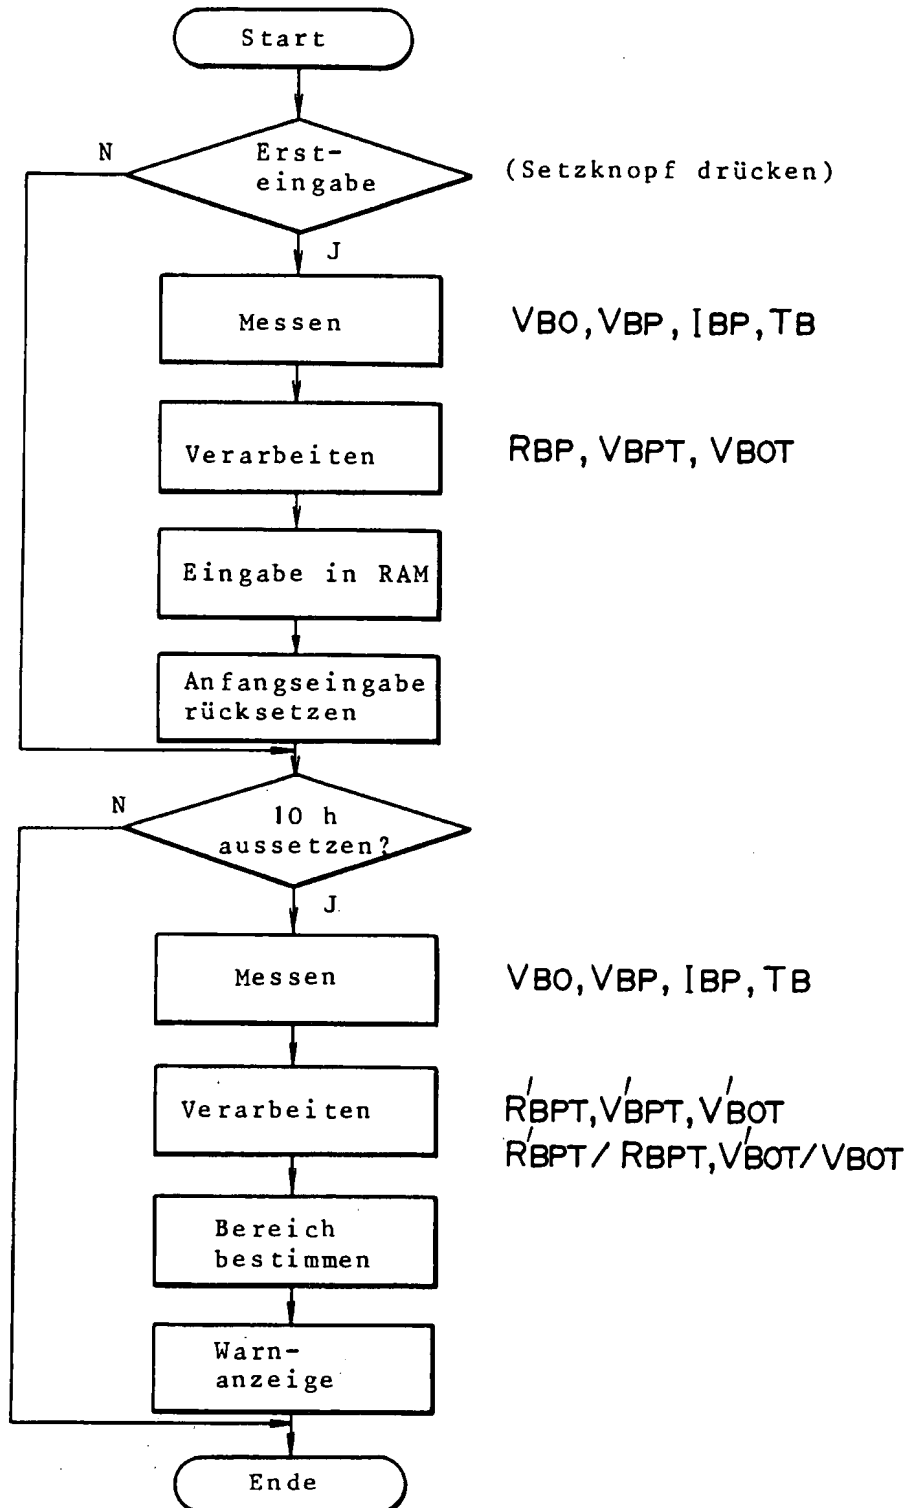 Start
N
Erst-
eingabe
(Setzknopf drücken)
J
Messen
VBO, VBP, IBP, TB
Verarbeiten
RBP, VBPT, VBOT
Eingabe in RAM
Anfangseingabe
rücksetzen
N
10 h
aussetzen?
J
Messen
VBO, VBP, IBP, TB
Verarbeiten
R'BPT, V'BPT, V'BOT
R'BPT / RBPT, V'BOT / VBOT
Bereich
bestimmen
Warn-
anzeige
Ende